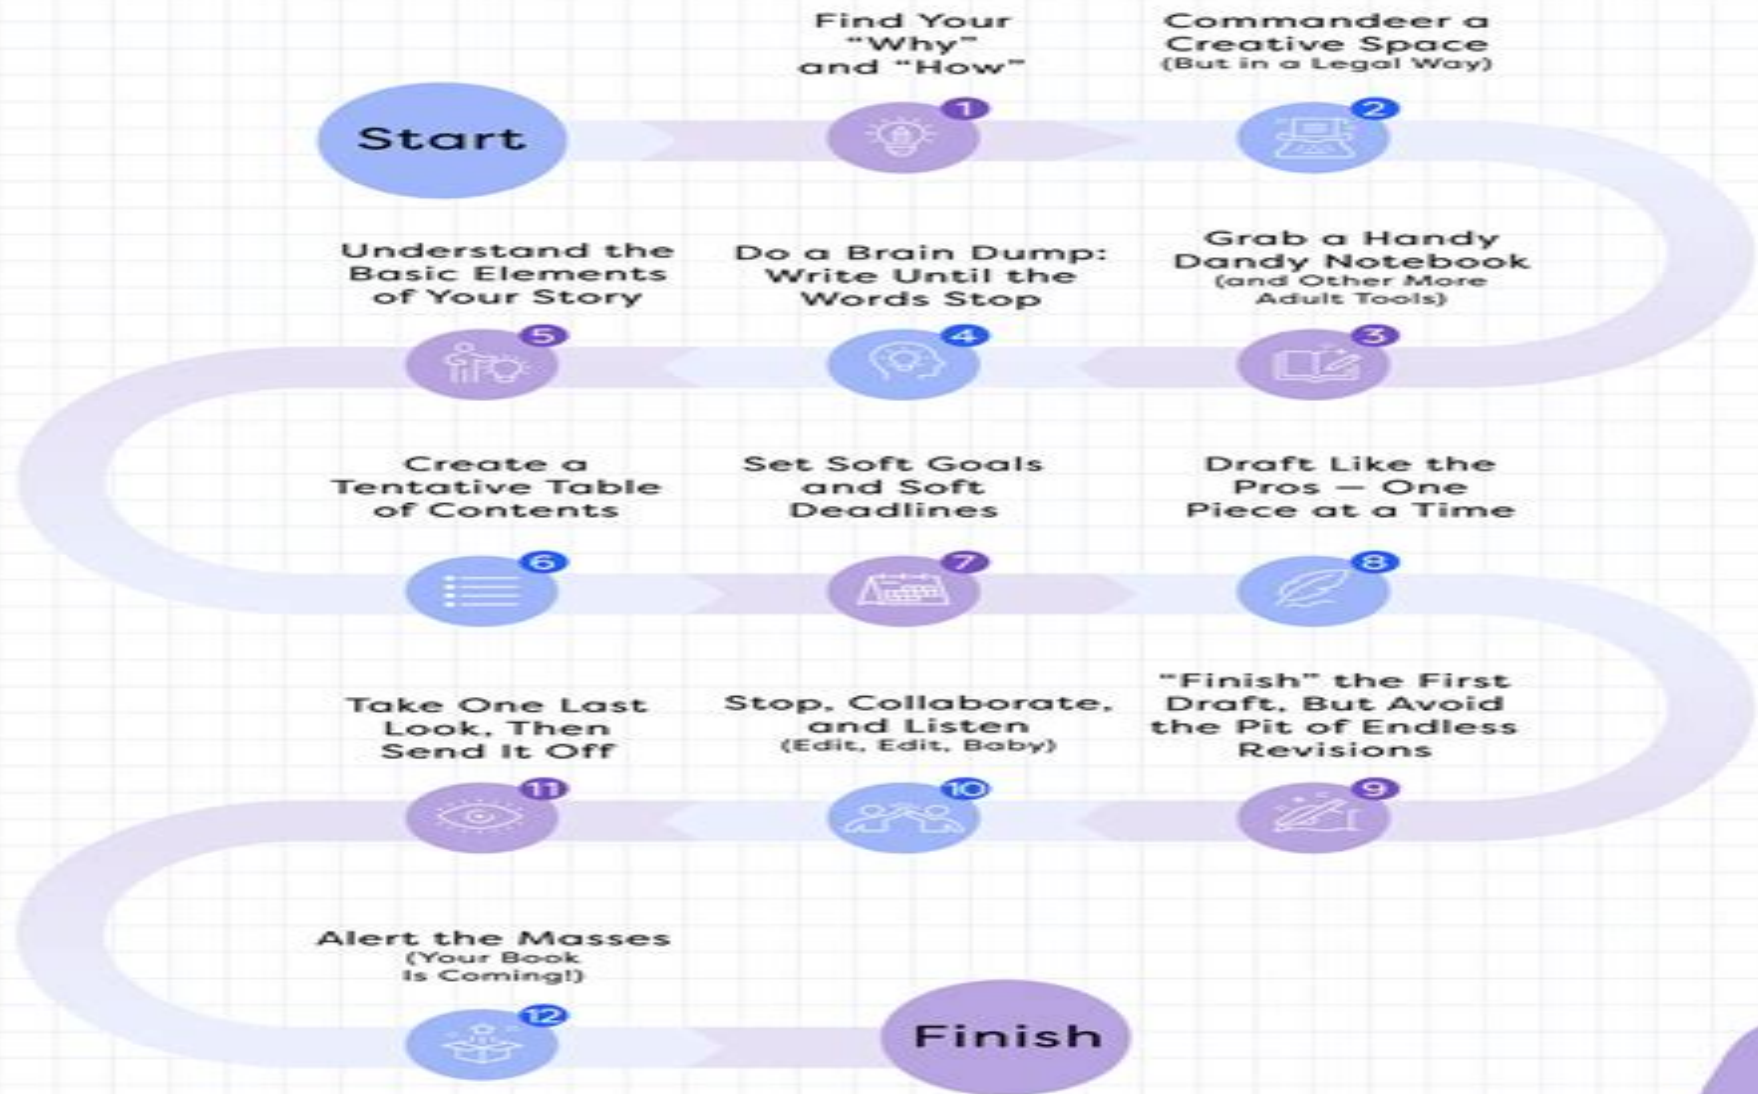 Start
Find Your
“Why”
and “How”
1
Commandeer a
Creative Space
(But in a Legal Way)
2
Grab a Handy
Dandy Notebook
(and Other More
Adult Tools)
3
Do a Brain Dump:
Write Until the
Words Stop
4
Understand the
Basic Elements
of Your Story
5
Create a
Tentative Table
of Contents
6
Set Soft Goals
and Soft
Deadlines
7
Draft Like the
Pros — One
Piece at a Time
8
“Finish” the First
Draft, But Avoid
the Pit of Endless
Revisions
9
Stop, Collaborate,
and Listen
(Edit, Edit, Baby)
10
Take One Last
Look, Then
Send It Off
11
Alert the Masses
(Your Book
Is Coming!)
12
Finish